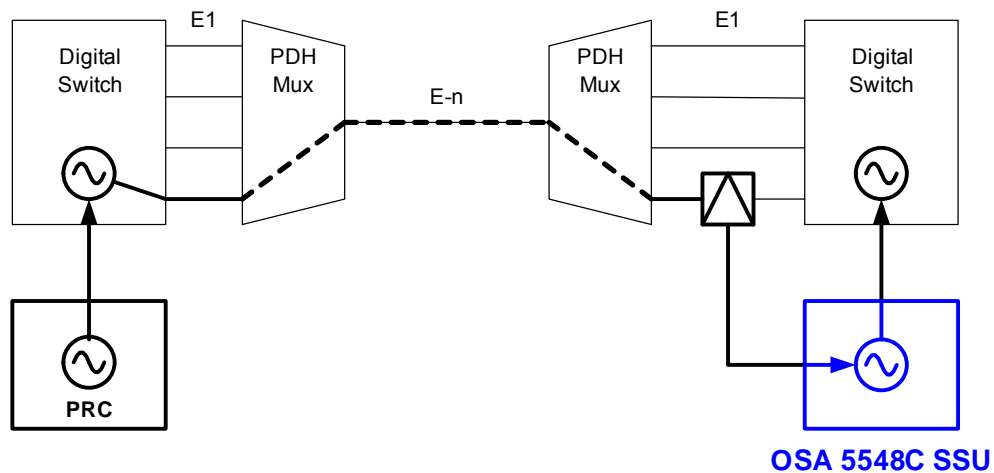 E1
E1
Digital
Switch
PDH
Mux
E-n
PDH
Mux
Digital
Switch
PRC
OSA 5548C SSU